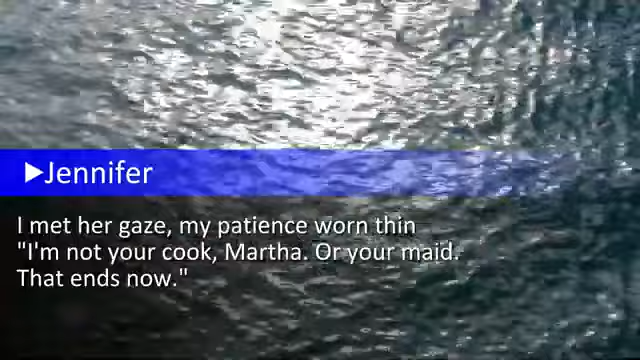 ▶Jennifer
I met her gaze, my patience worn thin
"I'm not your cook, Martha. Or your maid.
That ends now."